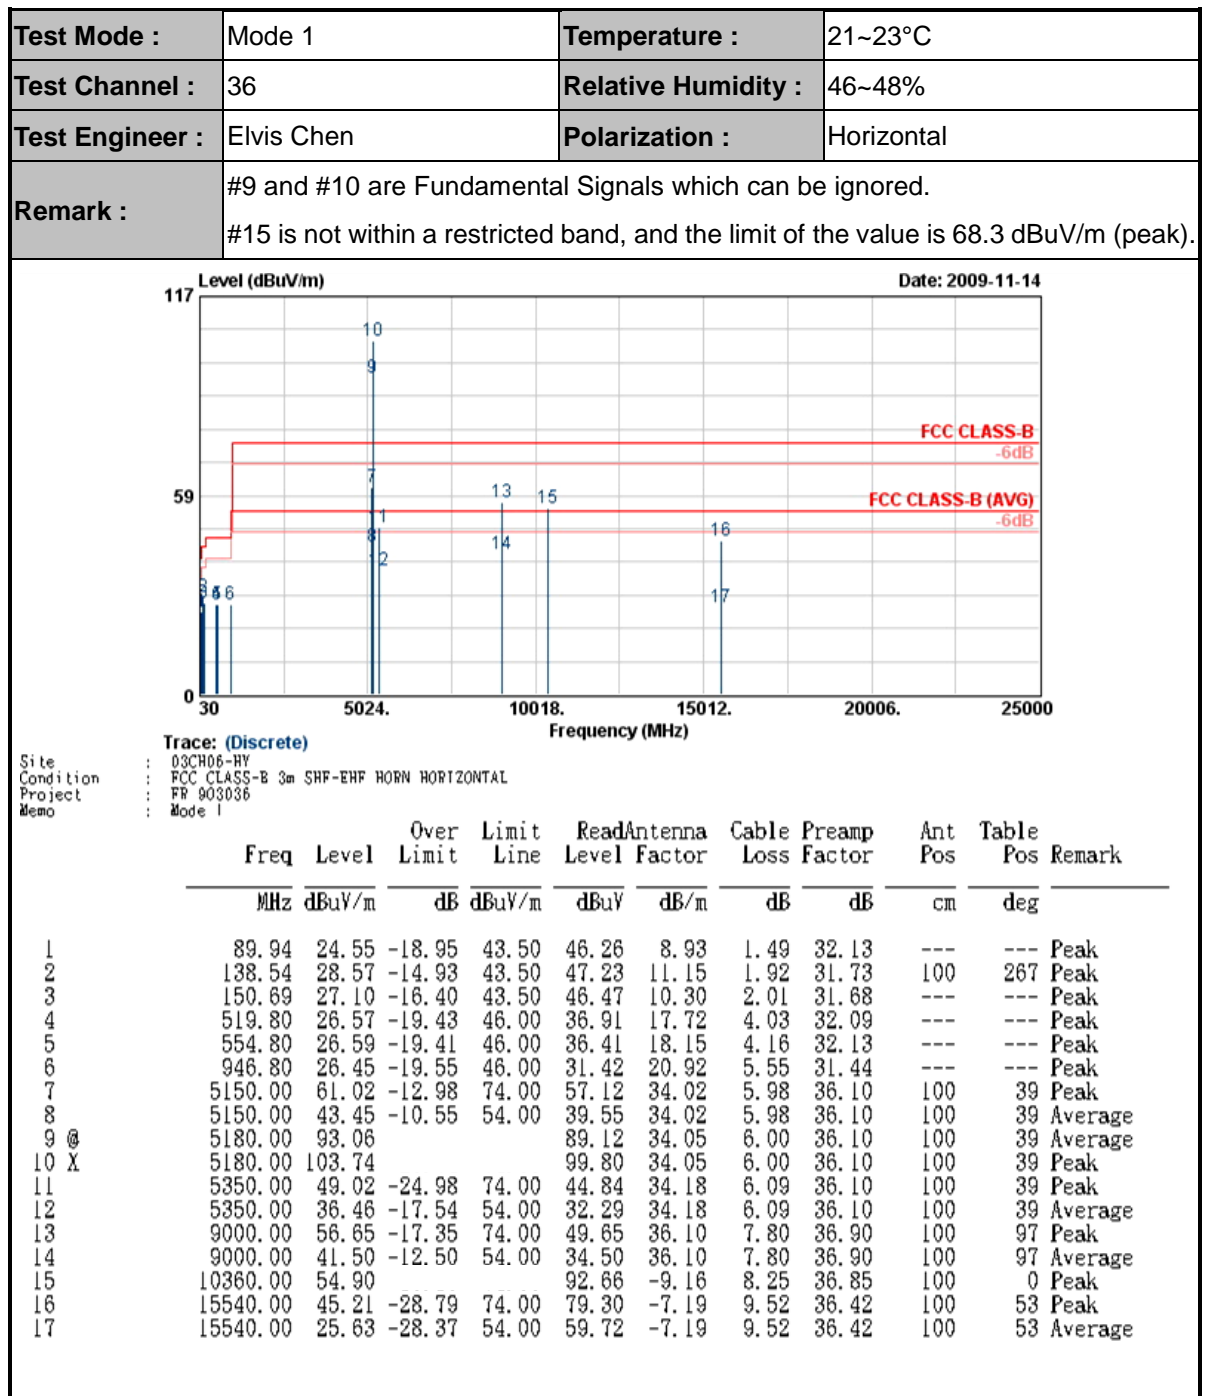 Test Mode : Mode 1 Temperature : 21~23°C
Test Channel : 36 Relative Humidity : 46~48%
Test Engineer : Elvis Chen Polarization : Horizontal
Remark : #9 and #10 are Fundamental Signals which can be ignored.
#15 is not within a restricted band, and the limit of the value is 68.3 dBuV/m (peak).
Level (dBuV/m) Date: 2009-11-14
117
10
9
FCC CLASS-B
-6dB
7
59 13 15
FCC CLASS-B (AVG)
1 -6dB
8 14 16
12
6 17
0
30 5024. 10018. 15012. 20006. 25000
Frequency (MHz)
Trace: (Discrete)
Site : 03CH06-HY
Condition : FCC CLASS-B 3m SHF-EHF HORN HORIZONTAL
Project : FR 903036
Memo : Mode 1
Over Limit ReadAntenna Cable Preamp Ant Table
Freq Level Limit Line Level Factor Loss Factor Pos Pos Remark
MHz dBuV/m dB dBuV/m dBuV dB/m dB dB cm deg
1 89.94 24.55 -18.95 43.50 46.26 8.93 1.49 32.13 --- --- Peak
2 138.54 28.57 -14.93 43.50 47.23 11.15 1.92 31.73 100 267 Peak
3 150.69 27.10 -16.40 43.50 46.47 10.30 2.01 31.68 --- --- Peak
4 519.80 26.57 -19.43 46.00 36.91 17.72 4.03 32.09 --- --- Peak
5 554.80 26.59 -19.41 46.00 36.41 18.15 4.16 32.13 --- --- Peak
6 946.80 26.45 -19.55 46.00 31.42 20.92 5.55 31.44 --- --- Peak
7 5150.00 61.02 -12.98 74.00 57.12 34.02 5.98 36.10 100 39 Peak
8 5150.00 43.45 -10.55 54.00 39.55 34.02 5.98 36.10 100 39 Average
9 @ 5180.00 93.06 89.12 34.05 6.00 36.10 100 39 Average
10 X 5180.00 103.74 99.80 34.05 6.00 36.10 100 39 Peak
11 5350.00 49.02 -24.98 74.00 44.84 34.18 6.09 36.10 100 39 Peak
12 5350.00 36.46 -17.54 54.00 32.29 34.18 6.09 36.10 100 39 Average
13 9000.00 56.65 -17.35 74.00 49.65 36.10 7.80 36.90 100 97 Peak
14 9000.00 41.50 -12.50 54.00 34.50 36.10 7.80 36.90 100 97 Average
15 10360.00 54.90 92.66 -9.16 8.25 36.85 100 0 Peak
16 15540.00 45.21 -28.79 74.00 79.30 -7.19 9.52 36.42 100 53 Peak
17 15540.00 25.63 -28.37 54.00 59.72 -7.19 9.52 36.42 100 53 Average